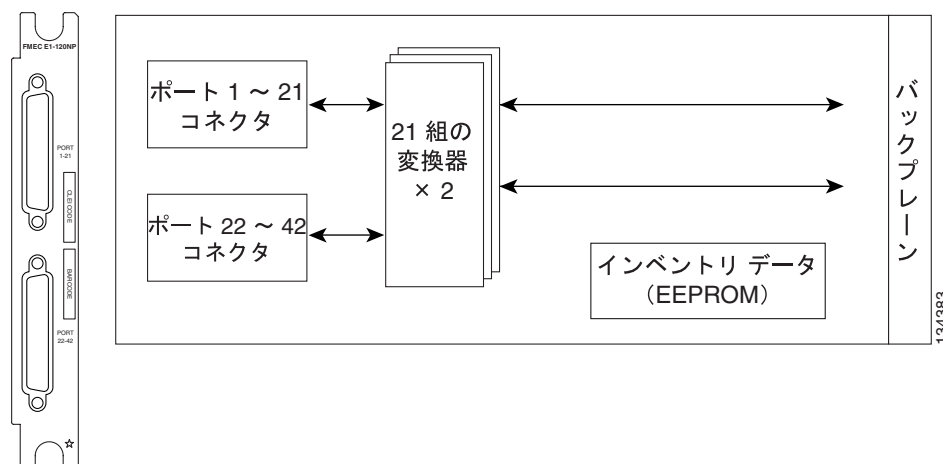 FMEC E1-120NP
PORT
1-21
CLEI CODE
BARCODE
PORT
22-42
ポート 1 ～ 21
コネクタ
ポート 22 ～ 42
コネクタ
21 組の
変換器
× 2
インベントリ データ
（EEPROM）
バックプレーン
134383